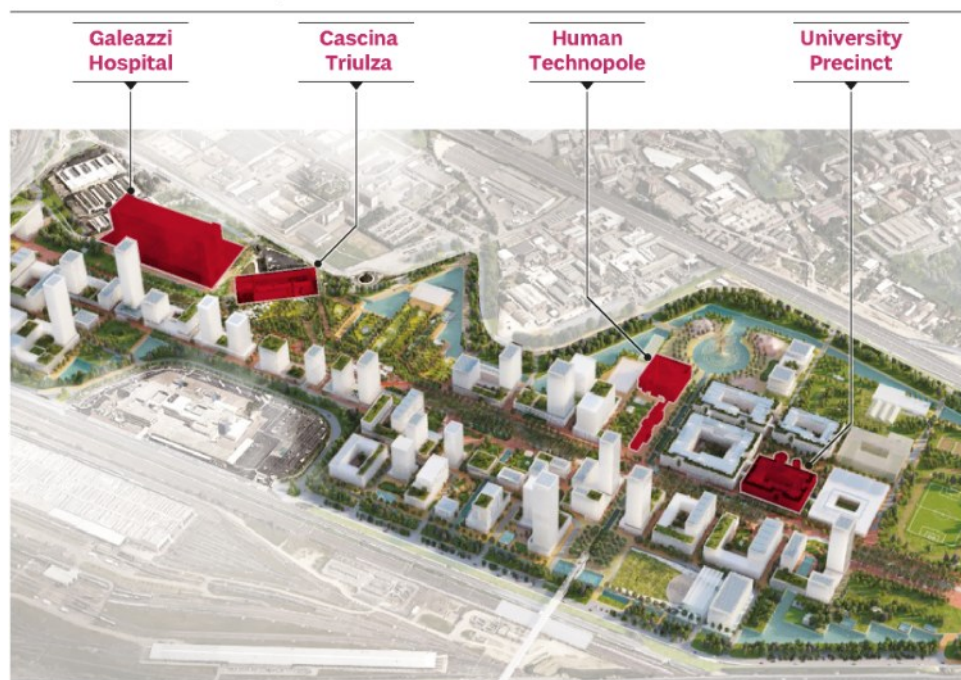 Galeazzi
Hospital
Cascina
Triulza
Human
Technopole
University
Precinct